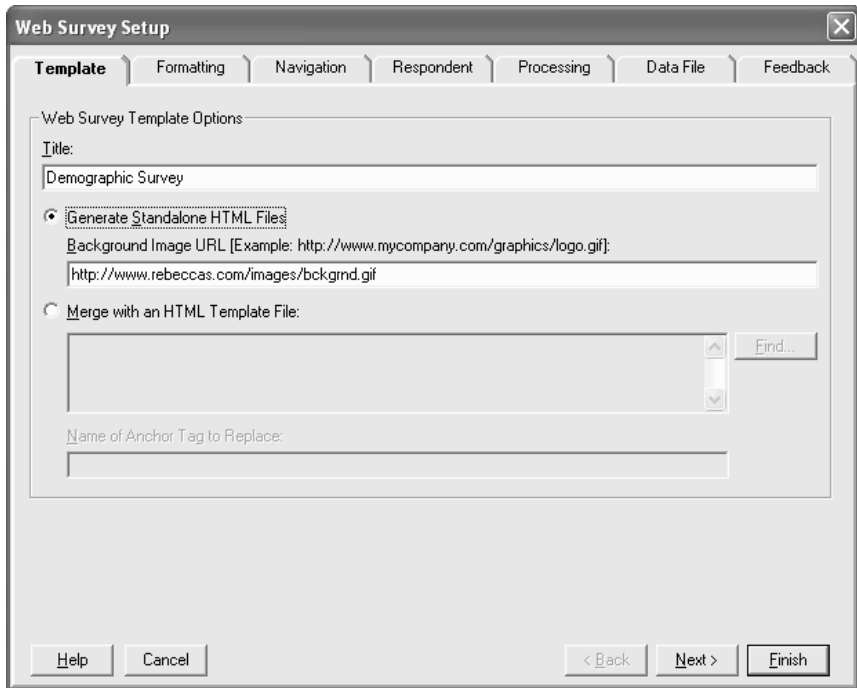 Web Survey Setup
Template Formatting Navigation Respondent Processing Data File Feedback
Web Survey Template Options
Title:
Demographic Survey
Generate Standalone HTML Files
Background Image URL [Example: http://www.mycompany.com/graphics/logo.gif]:
http://www.rebeccas.com/images/bckgrnd.gif
Merge with an HTML Template File:
Find...
Name of Anchor Tag to Replace:
Help Cancel < Back Next > Finish